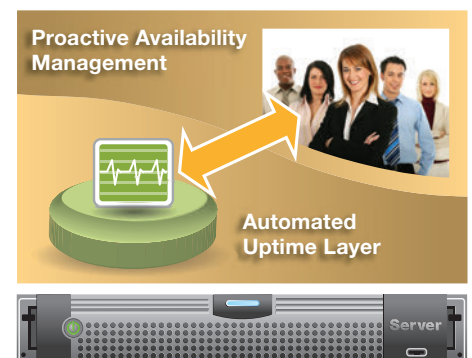 Proactive Availability
Management
Automated
Uptime Layer
Server